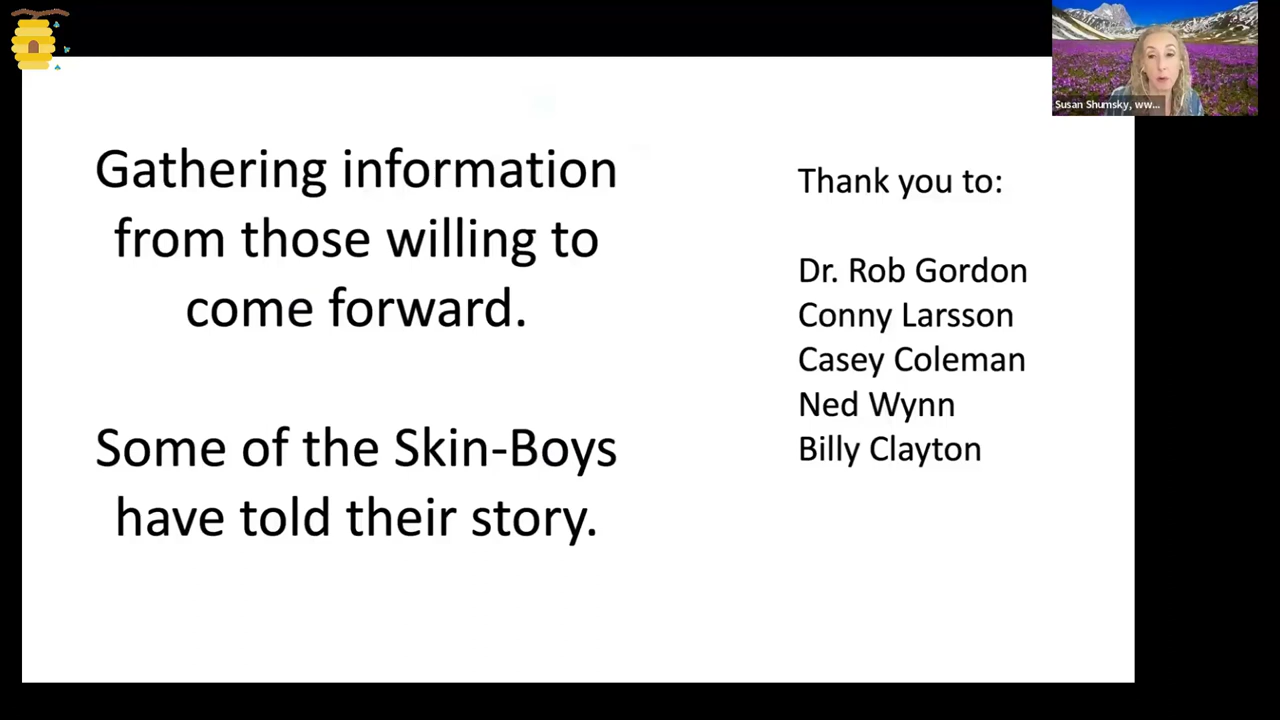 Gathering information
from those willing to
come forward.
Some of the Skin-Boys
have told their story.
Thank you to:
Dr. Rob Gordon
Conny Larsson
Casey Coleman
Ned Wynn
Billy Clayton
Susan Shumsky, ww...